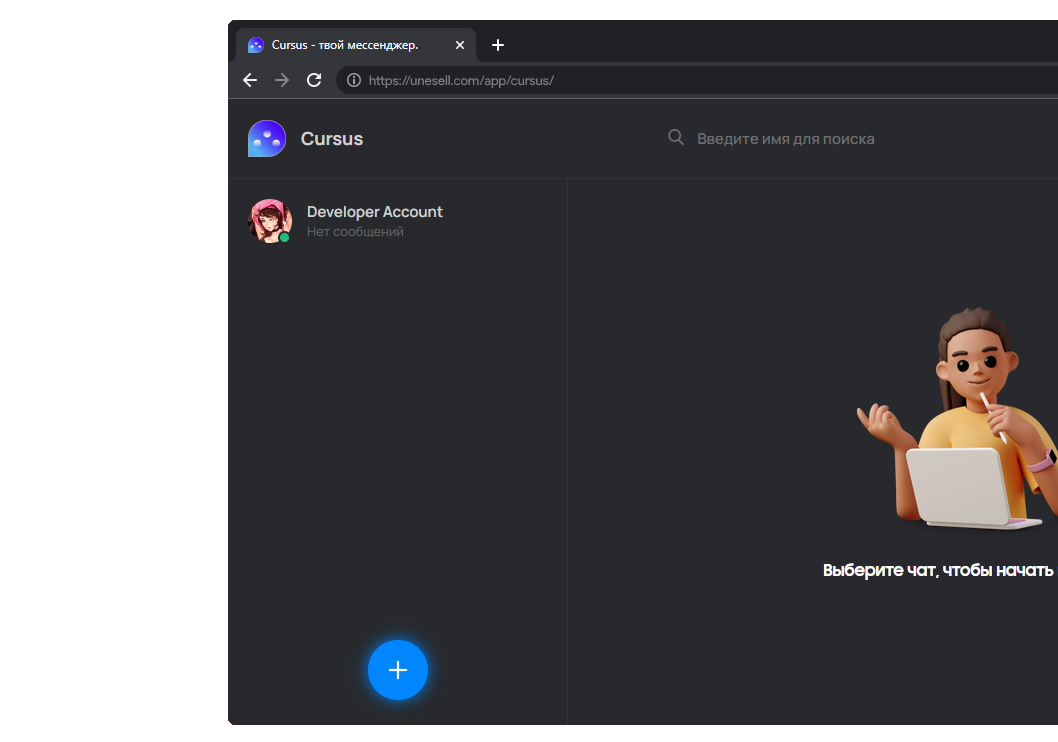 Cursus - твой мессенджер.
https://unesell.com/app/cursus/
Cursus
Введите имя для поиска
Developer Account
Нет сообщений
Выберите чат, чтобы начать